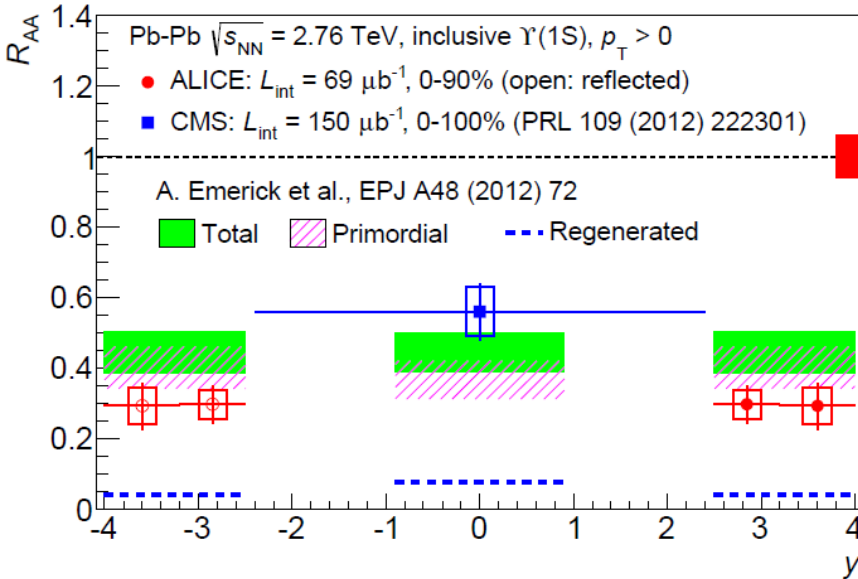 R_AA
1.4
1.2
1
0.8
0.6
0.4
0.2
0
Pb-Pb √s_NN = 2.76 TeV, inclusive ϒ(1S), p_T > 0
ALICE: L_int = 69 μb⁻¹, 0-90% (open: reflected)
CMS: L_int = 150 μb⁻¹, 0-100% (PRL 109 (2012) 222301)
A. Emerick et al., EPJ A48 (2012) 72
Total Primordial Regenerated
-4 -3 -2 -1 0 1 2 3 4
y